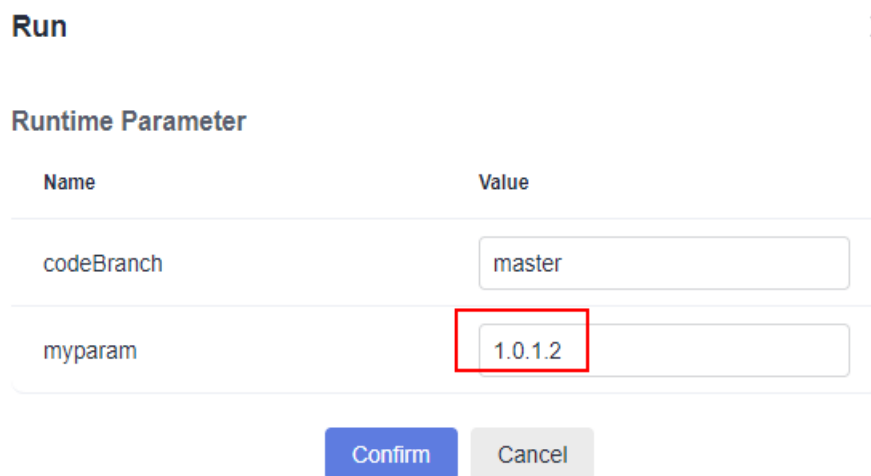 Run
Runtime Parameter
Name Value
codeBranch master
myparam 1.0.1.2
Confirm Cancel